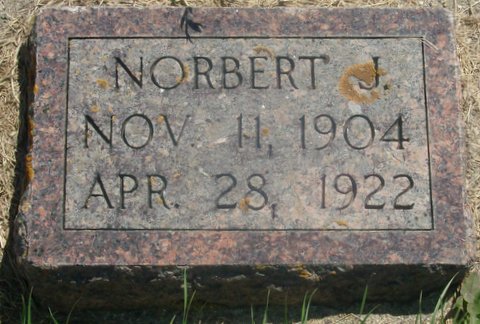 NORBERT J.
NOV. 11, 1904
APR. 28, 1922